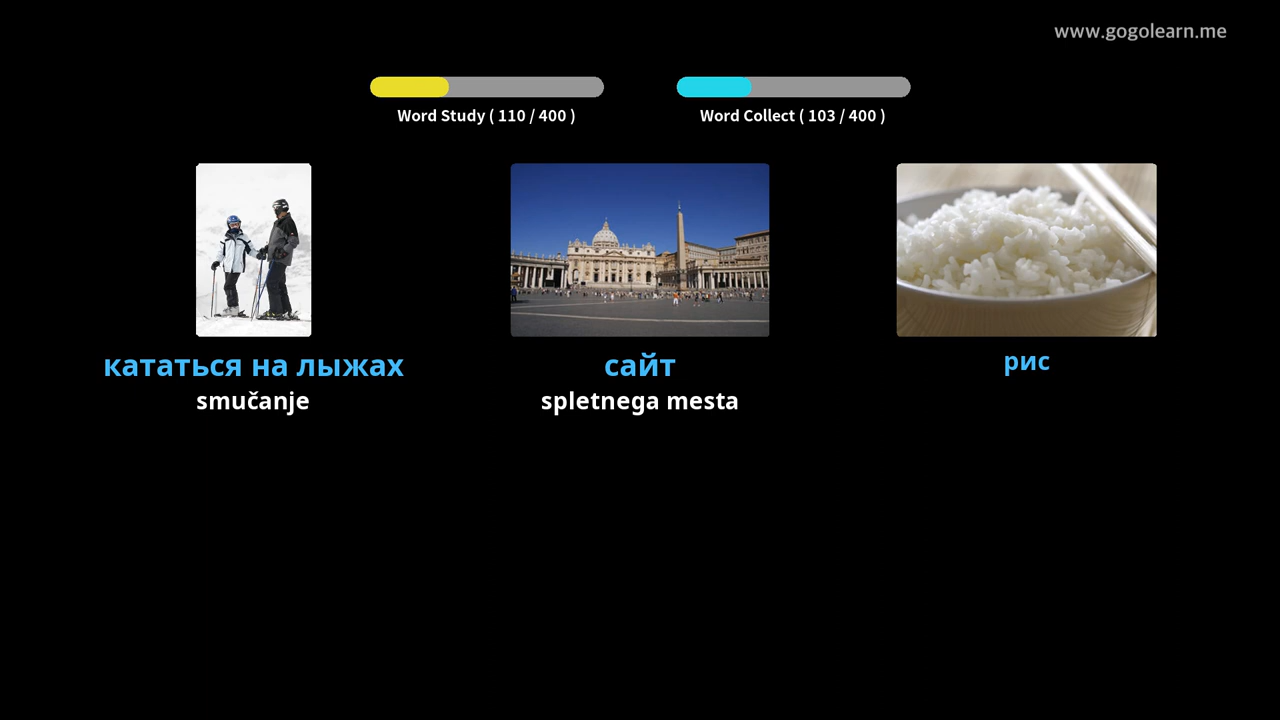 www.gogolearn.me
Word Study ( 110 / 400 )
Word Collect ( 103 / 400 )
кататься на лыжах
smučanje
сайт
spletnega mesta
рис